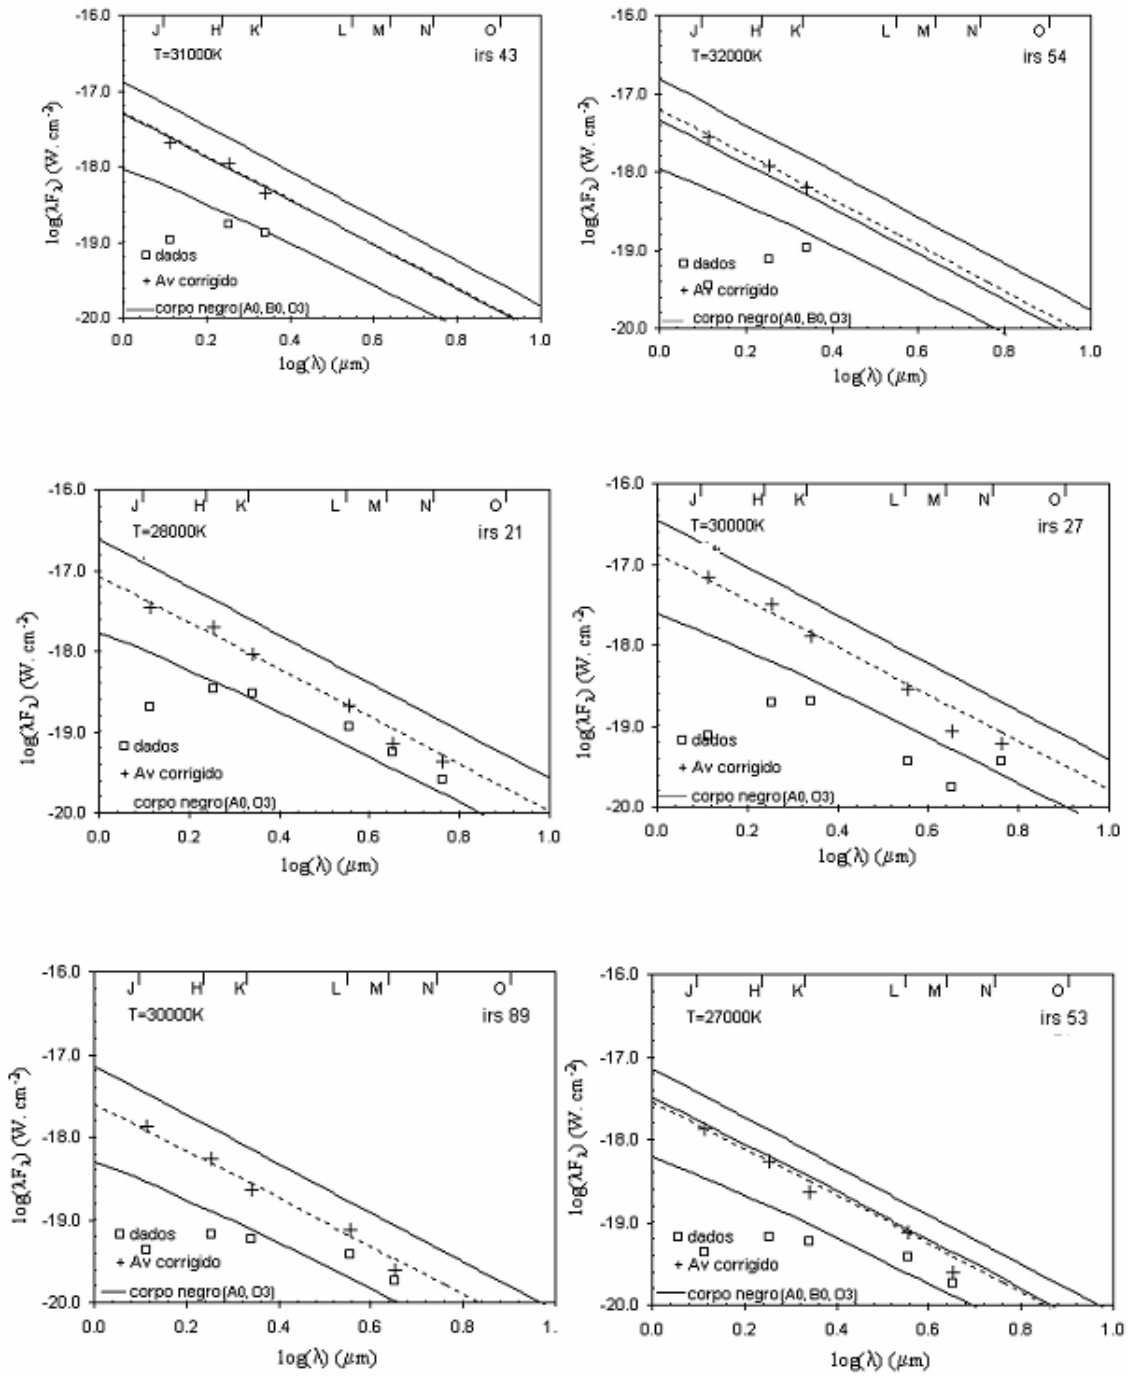 -16.0
J H K L M N O
T=31000K irs 43
-17.0
-18.0
-19.0
-20.0
log(λFλ) (W. cm-2)
dados
Av corrigido
corpo negro(A0, B0, O3)
0.0 0.2 0.4 0.6 0.8 1.0
log(λ) (μm)
-16.0
J H K L M N O
T=32000K irs 54
-17.0
-18.0
-19.0
-20.0
log(λFλ) (W. cm-2)
dados
Av corrigido
corpo negro(A0, B0, O3)
0.0 0.2 0.4 0.6 0.8 1.0
log(λ) (μm)
-16.0
J H K L M N O
T=28000K irs 21
-17.0
-18.0
-19.0
-20.0
log(λFλ) (W. cm-2)
dados
Av corrigido
corpo negro(A0, O3)
0.0 0.2 0.4 0.6 0.8 1.0
log(λ) (μm)
-16.0
J H K L M N O
T=30000K irs 27
-17.0
-18.0
-19.0
-20.0
log(λFλ) (W. cm-2)
dados
Av corrigido
corpo negro(A0, O3)
0.0 0.2 0.4 0.6 0.8 1.0
log(λ) (μm)
-16.0
J H K L M N O
T=30000K irs 89
-17.0
-18.0
-19.0
-20.0
log(λFλ) (W. cm-2)
dados
Av corrigido
corpo negro(A0, O3)
0.0 0.2 0.4 0.6 0.8 1.
log(λ) (μm)
-16.0
J H K L M N O
T=27000K irs 53
-17.0
-18.0
-19.0
-20.0
log(λFλ) (W. cm-2)
dados
Av corrigido
corpo negro(A0, B0, O3)
0.0 0.2 0.4 0.6 0.8 1.0
log(λ) (μm)